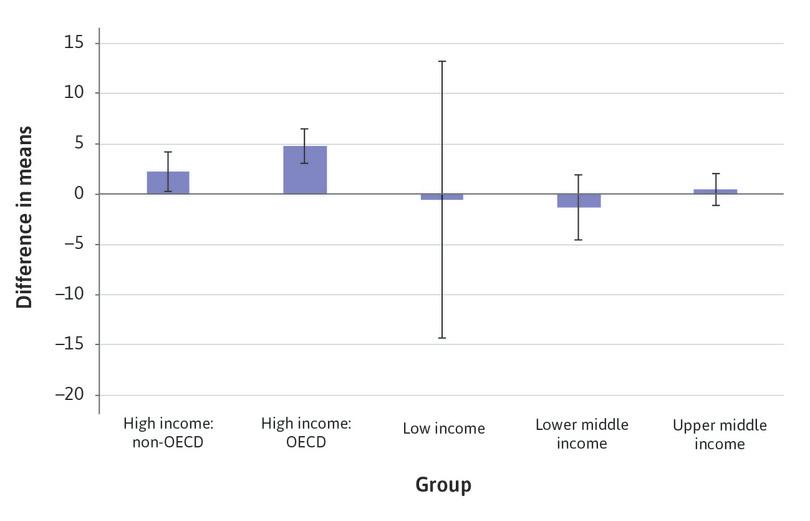 Difference in means
15
10
5
0
–5
–10
–15
–20
High income:
non-OECD
High income:
OECD
Low income
Lower middle
income
Upper middle
income
Group